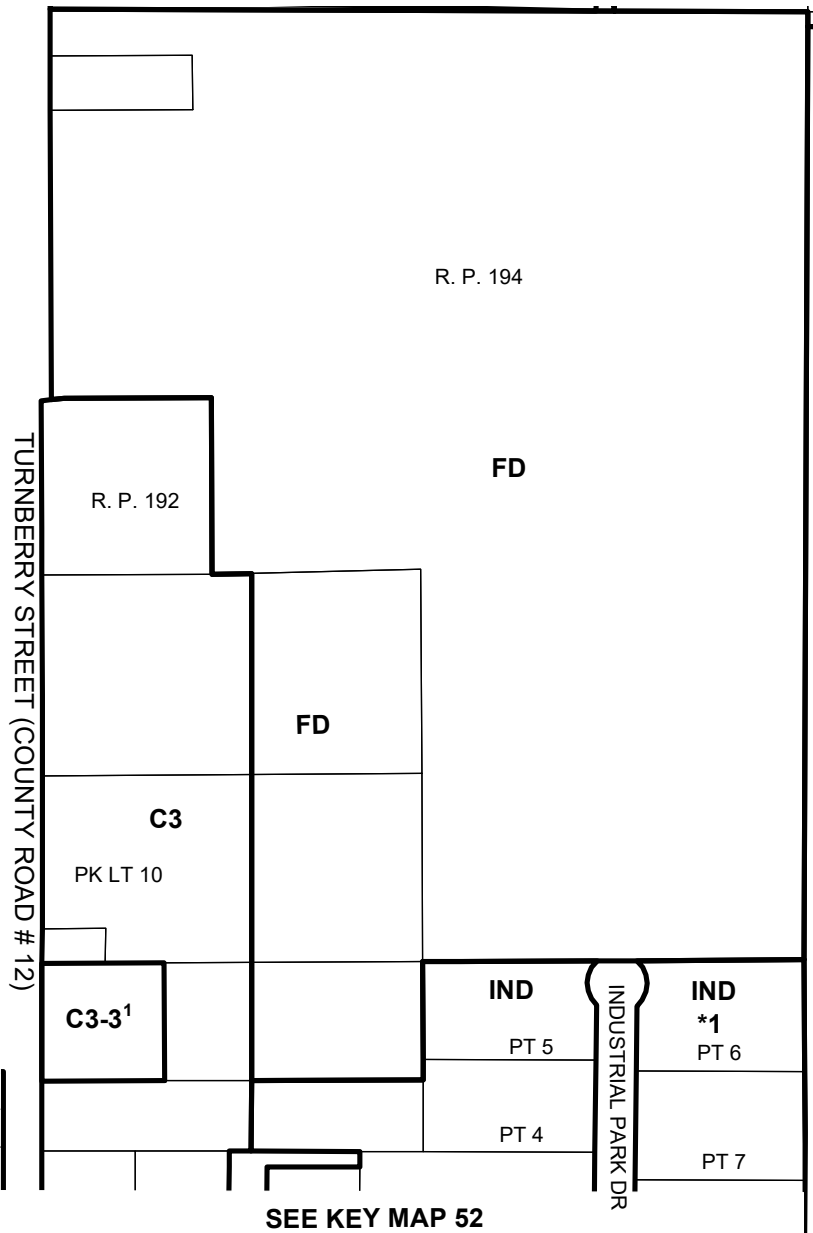 R. P. 194
FD
R. P. 192
TURNBERRY STREET (COUNTY ROAD # 12)
FD
C3
PK LT 10
C3-3¹
IND
PT 5
INDUSTRIAL PARK DR
IND
*1
PT 6
PT 4
PT 7
SEE KEY MAP 52